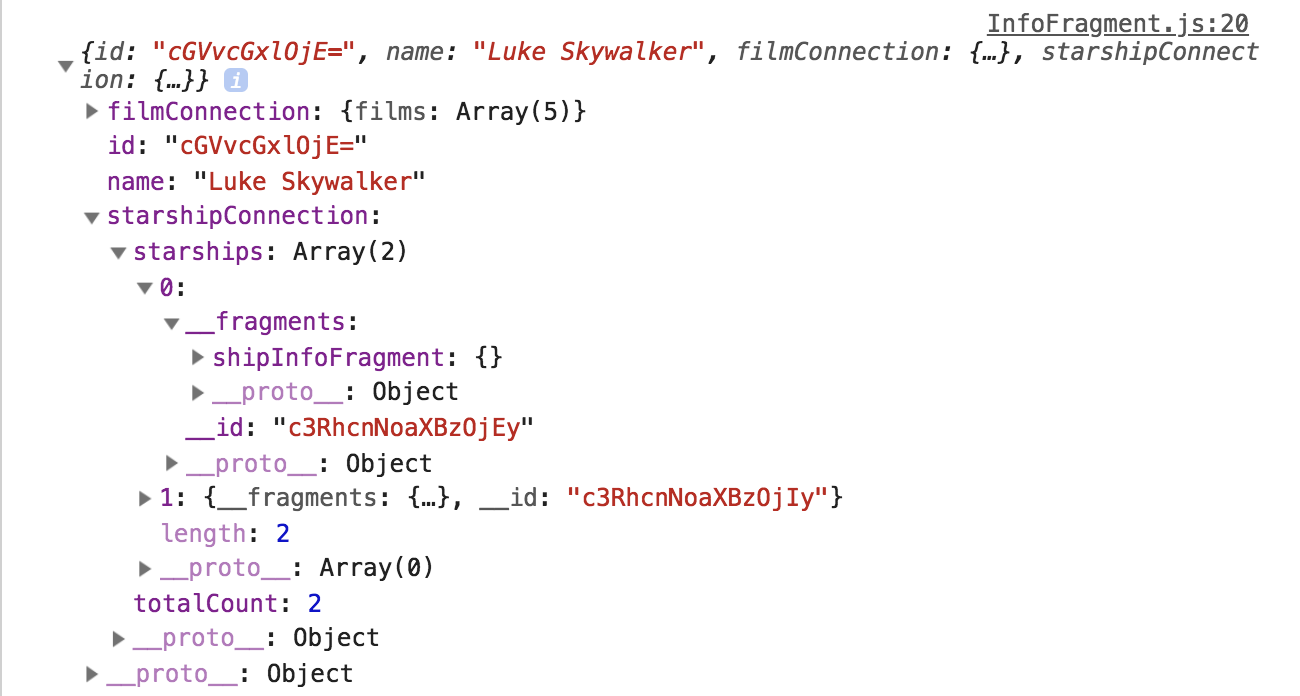 InfoFragment.js:20
{id: "cGVvcGxlOjE=", name: "Luke Skywalker", filmConnection: {…}, starshipConnect
ion: {…}} i
filmConnection: {films: Array(5)}
id: "cGVvcGxlOjE="
name: "Luke Skywalker"
starshipConnection:
starships: Array(2)
0:
__fragments:
shipInfoFragment: {}
__proto__: Object
__id: "c3RhcnNoaXBzOjEy"
__proto__: Object
1: {__fragments: {…}, __id: "c3RhcnNoaXBzOjIy"}
length: 2
__proto__: Array(0)
totalCount: 2
__proto__: Object
__proto__: Object